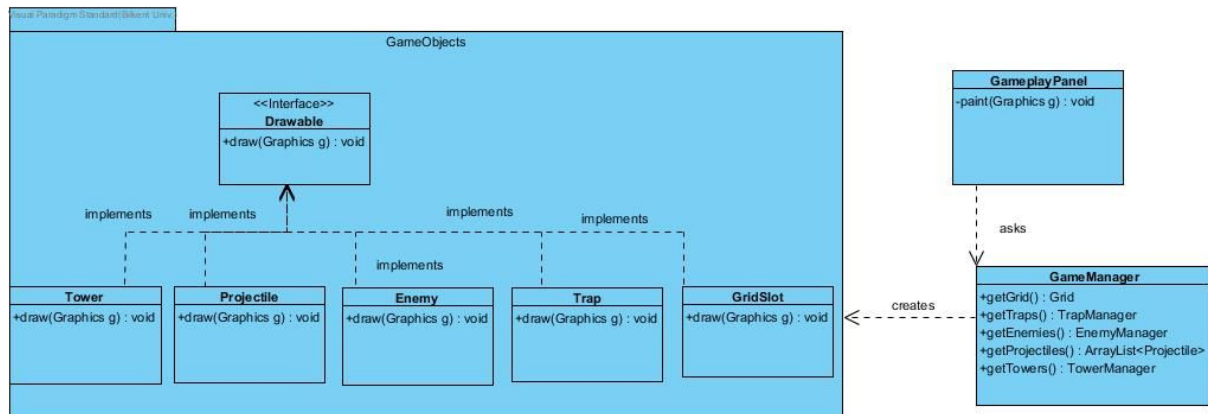 Visual Paradigm Standard(Bilkent Univ.
GameObjects
<<Interface>>
Drawable
+draw(Graphics g) : void
GameplayPanel
-paint(Graphics g) : void
implements
implements
implements
implements
implements
asks
Tower
+draw(Graphics g) : void
Projectile
+draw(Graphics g) : void
Enemy
+draw(Graphics g) : void
Trap
+draw(Graphics g) : void
GridSlot
+draw(Graphics g) : void
creates
GameManager
+getGrid() : Grid
+getTraps() : TrapManager
+getEnemies() : EnemyManager
+getProjectiles() : ArrayList<Projectile>
+getTowers() : TowerManager